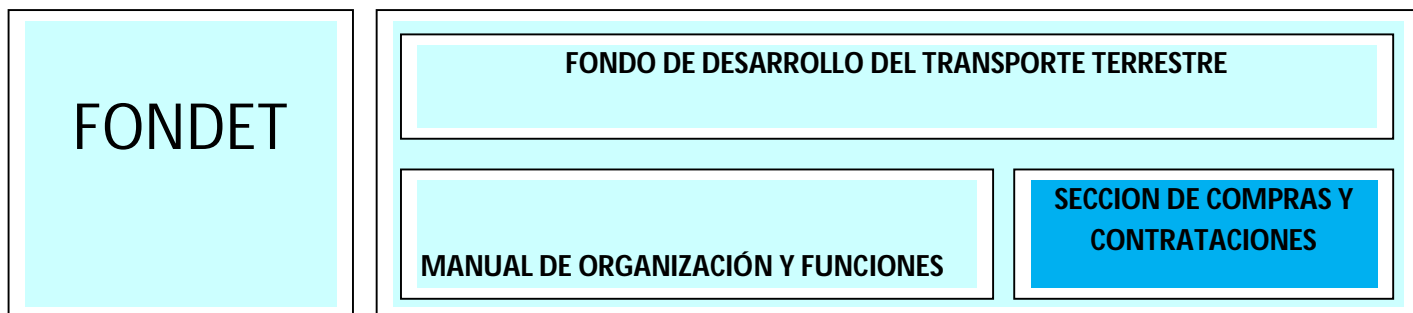 FONDET
FONDO DE DESARROLLO DEL TRANSPORTE TERRESTRE
MANUAL DE ORGANIZACIÓN Y FUNCIONES
SECCION DE COMPRAS Y
CONTRATACIONES